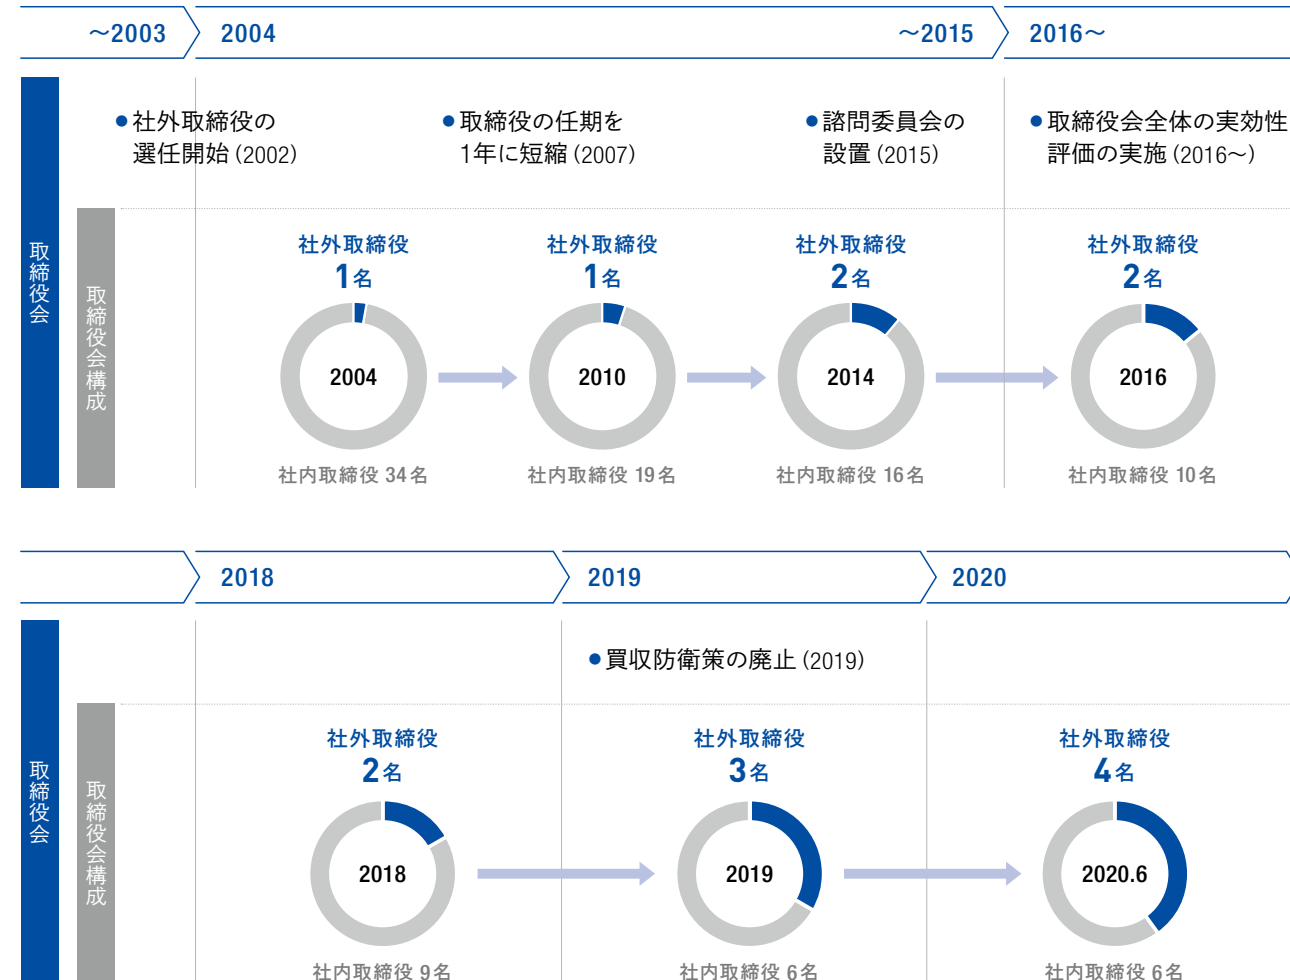 ～2003
2004
～2015
2016～
●社外取締役の
選任開始（2002）
●取締役の任期を
1年に短縮（2007）
●諮問委員会の
設置（2015）
●取締役会全体の実効性
評価の実施（2016～）
取締役会
取締役会構成
社外取締役
1名
2004
社内取締役 34名
社外取締役
1名
2010
社内取締役 19名
社外取締役
2名
2014
社内取締役 16名
社外取締役
2名
2016
社内取締役 10名
2018
2019
2020
●買収防衛策の廃止（2019）
取締役会
取締役会構成
社外取締役
2名
2018
社内取締役 9名
社外取締役
3名
2019
社内取締役 6名
社外取締役
4名
2020.6
社内取締役 6名